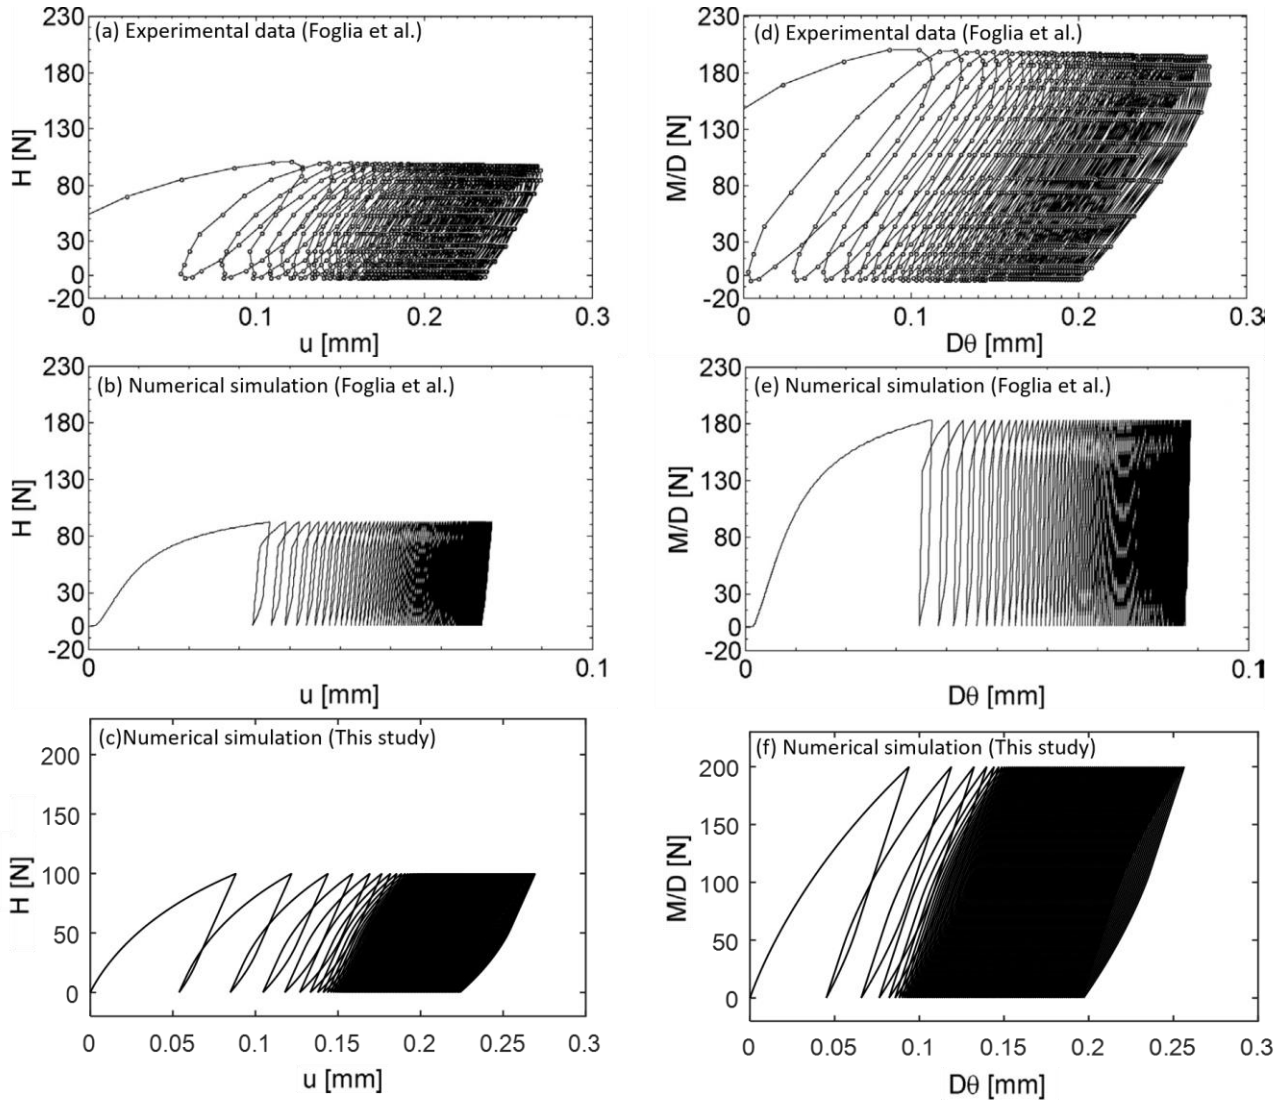 (a) Experimental data (Foglia et al.)
230
180
130
80
30
0
-20
H [N]
0 0.1 0.2 0.3
u [mm]
(d) Experimental data (Foglia et al.)
230
180
130
80
30
0
-20
M/D [N]
0 0.1 0.2 0.3
Dθ [mm]
(b) Numerical simulation (Foglia et al.)
230
180
130
80
30
0
-20
H [N]
0 0.1
u [mm]
(e) Numerical simulation (Foglia et al.)
230
180
130
80
30
0
-20
M/D [N]
0 0.1
Dθ [mm]
(c)Numerical simulation (This study)
200
150
100
50
0
H [N]
0 0.05 0.1 0.15 0.2 0.25 0.3
u [mm]
(f) Numerical simulation (This study)
200
150
100
50
0
M/D [N]
0 0.05 0.1 0.15 0.2 0.25 0.3
Dθ [mm]